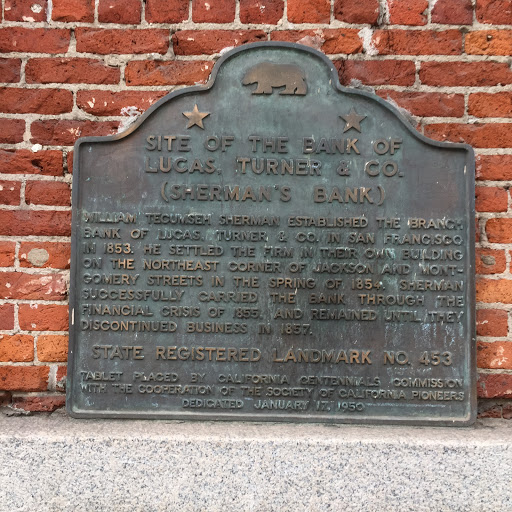 SITE OF THE BANK OF
LUCAS, TURNER & CO.
(SHERMAN'S BANK)
WILLIAM TECUMSEH SHERMAN ESTABLISHED THE BRANCH
BANK OF LUCAS, TURNER & CO. IN SAN FRANCISCO
IN 1853. HE SETTLED THE FIRM IN THEIR OWN BUILDING
ON THE NORTHEAST CORNER OF JACKSON AND MONT-
GOMERY STREETS IN THE SPRING OF 1854. SHERMAN
SUCCESSFULLY CARRIED THE BANK THROUGH THE
FINANCIAL CRISIS OF 1855, AND REMAINED UNTIL THEY
DISCONTINUED BUSINESS IN 1857.
STATE REGISTERED LANDMARK NO. 453
TABLET PLACED BY CALIFORNIA CENTENNIALS COMMISSION
WITH THE COOPERATION OF THE SOCIETY OF CALIFORNIA PIONEERS
DEDICATED JANUARY 17, 1950